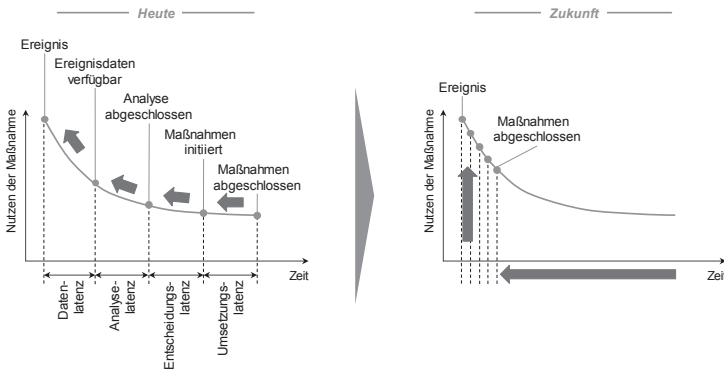 Heute
Ereignis
Ereignisdaten
verfügbar
Analyse
abgeschlossen
Maßnahmen
initiiert
Maßnahmen
abgeschlossen
Nutzen der Maßnahme
Zeit
Daten-
latenz
Analyse-
latenz
Entscheidungs-
latenz
Umsetzungs-
latenz
Zukunft
Ereignis
Maßnahmen
abgeschlossen
Nutzen der Maßnahme
Zeit